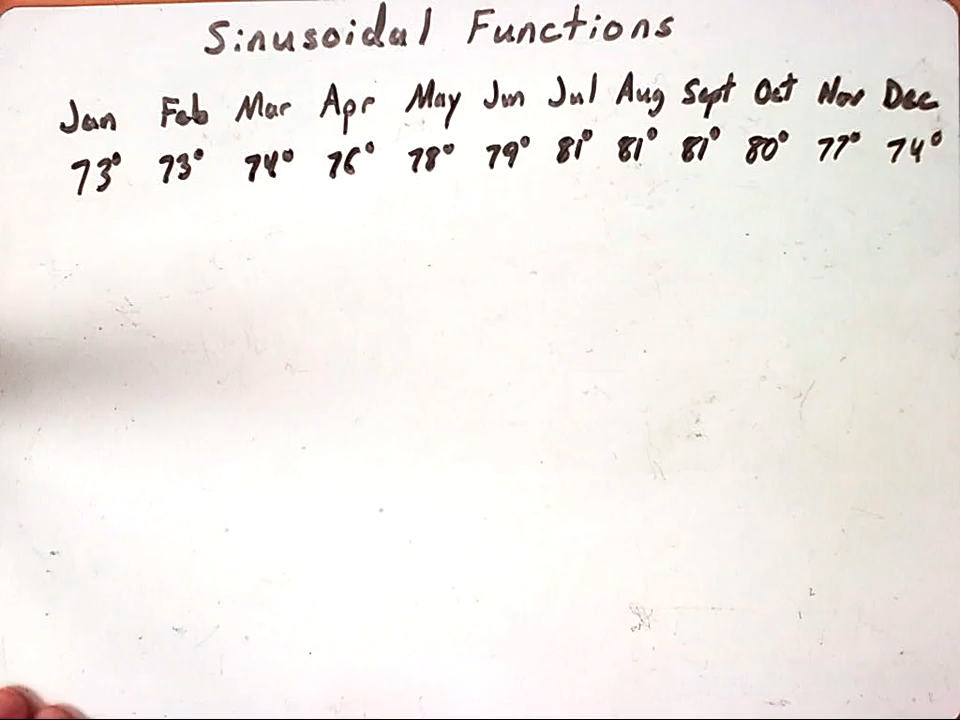 Sinusoidal Functions
Jan Feb Mar Apr May Jun Jul Aug Sept Oct Nov Dec
73° 73° 74° 76° 78° 79° 81° 81° 81° 80° 77° 74°